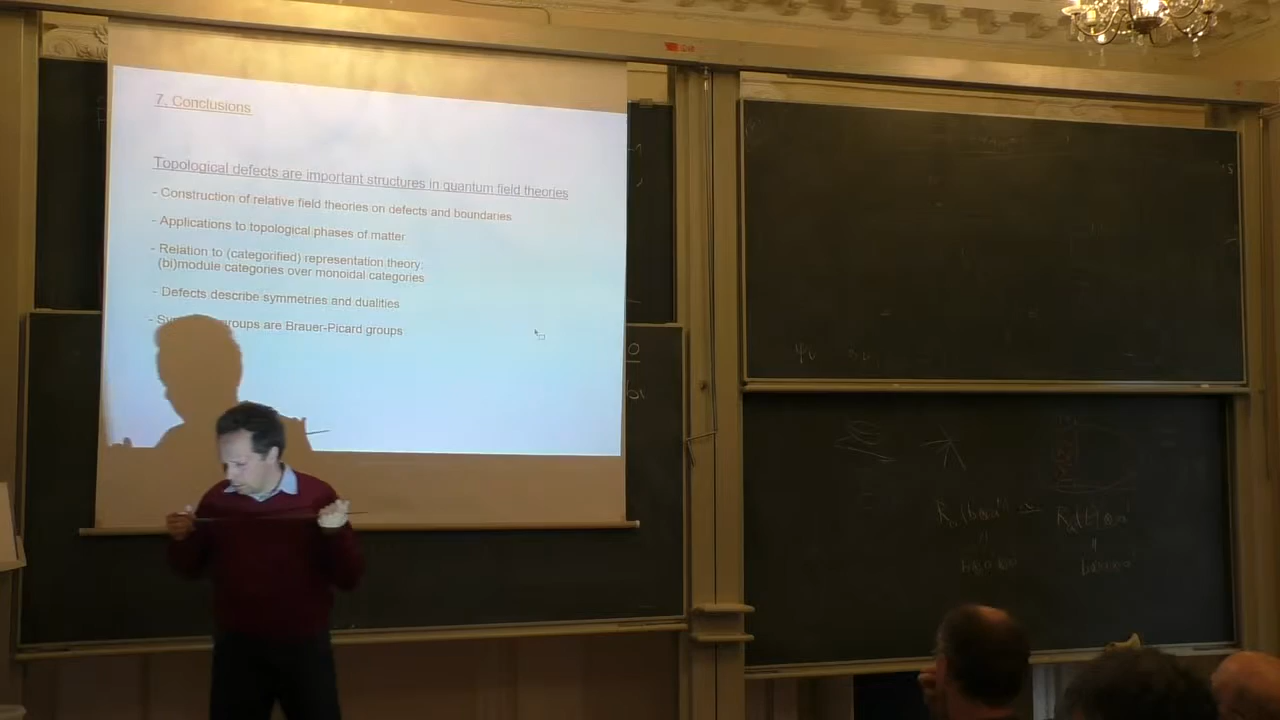 7. Conclusions
Topological defects are important structures in quantum field theories
- Construction of relative field theories on defects and boundaries
- Applications to topological phases of matter
- Relation to (categorified) representation theory:
(bi)module categories over monoidal categories
- Defects describe symmetries and dualities
groups are Brauer-Picard groups